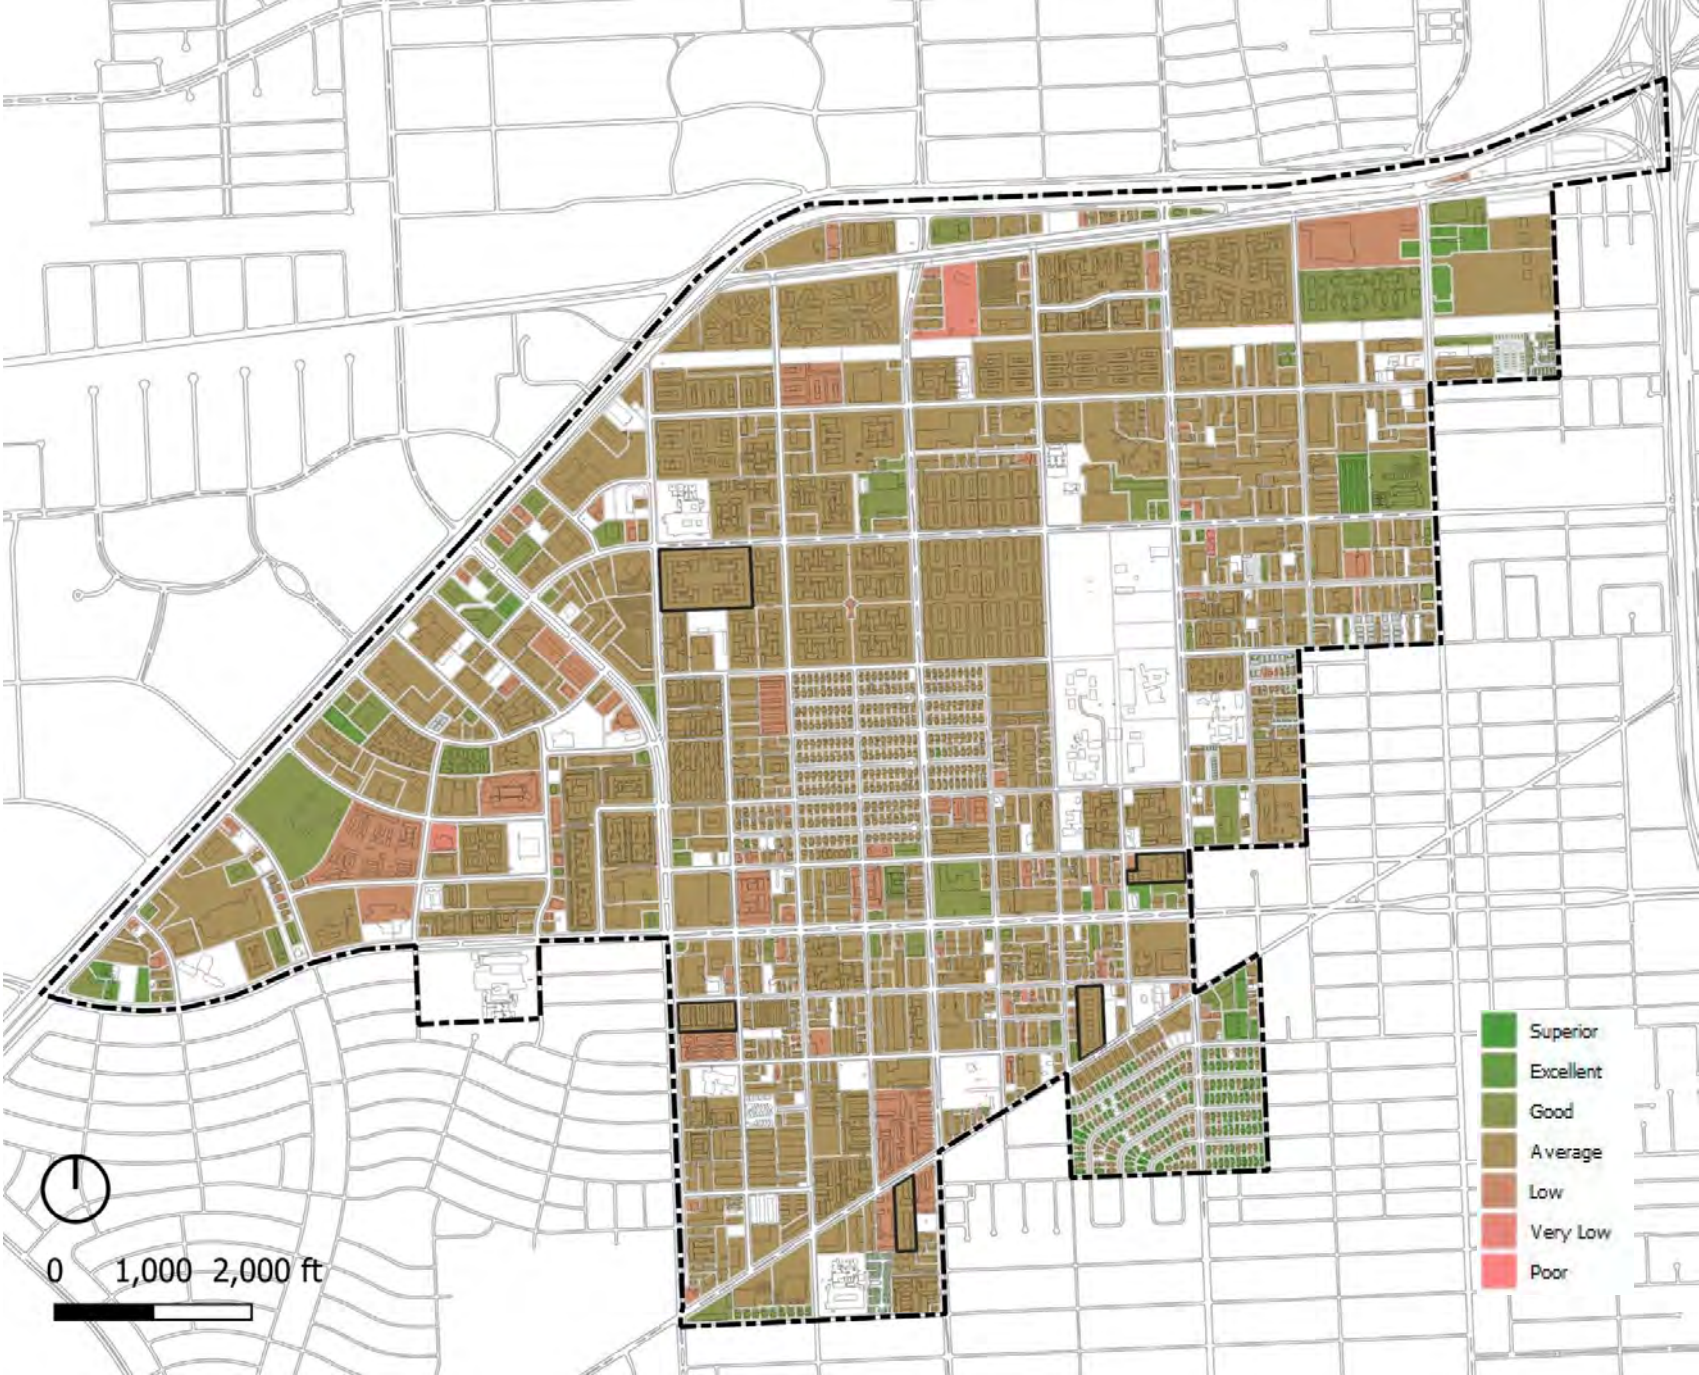 Superior
Excellent
Good
Average
Low
Very Low
Poor
0 1,000 2,000 ft